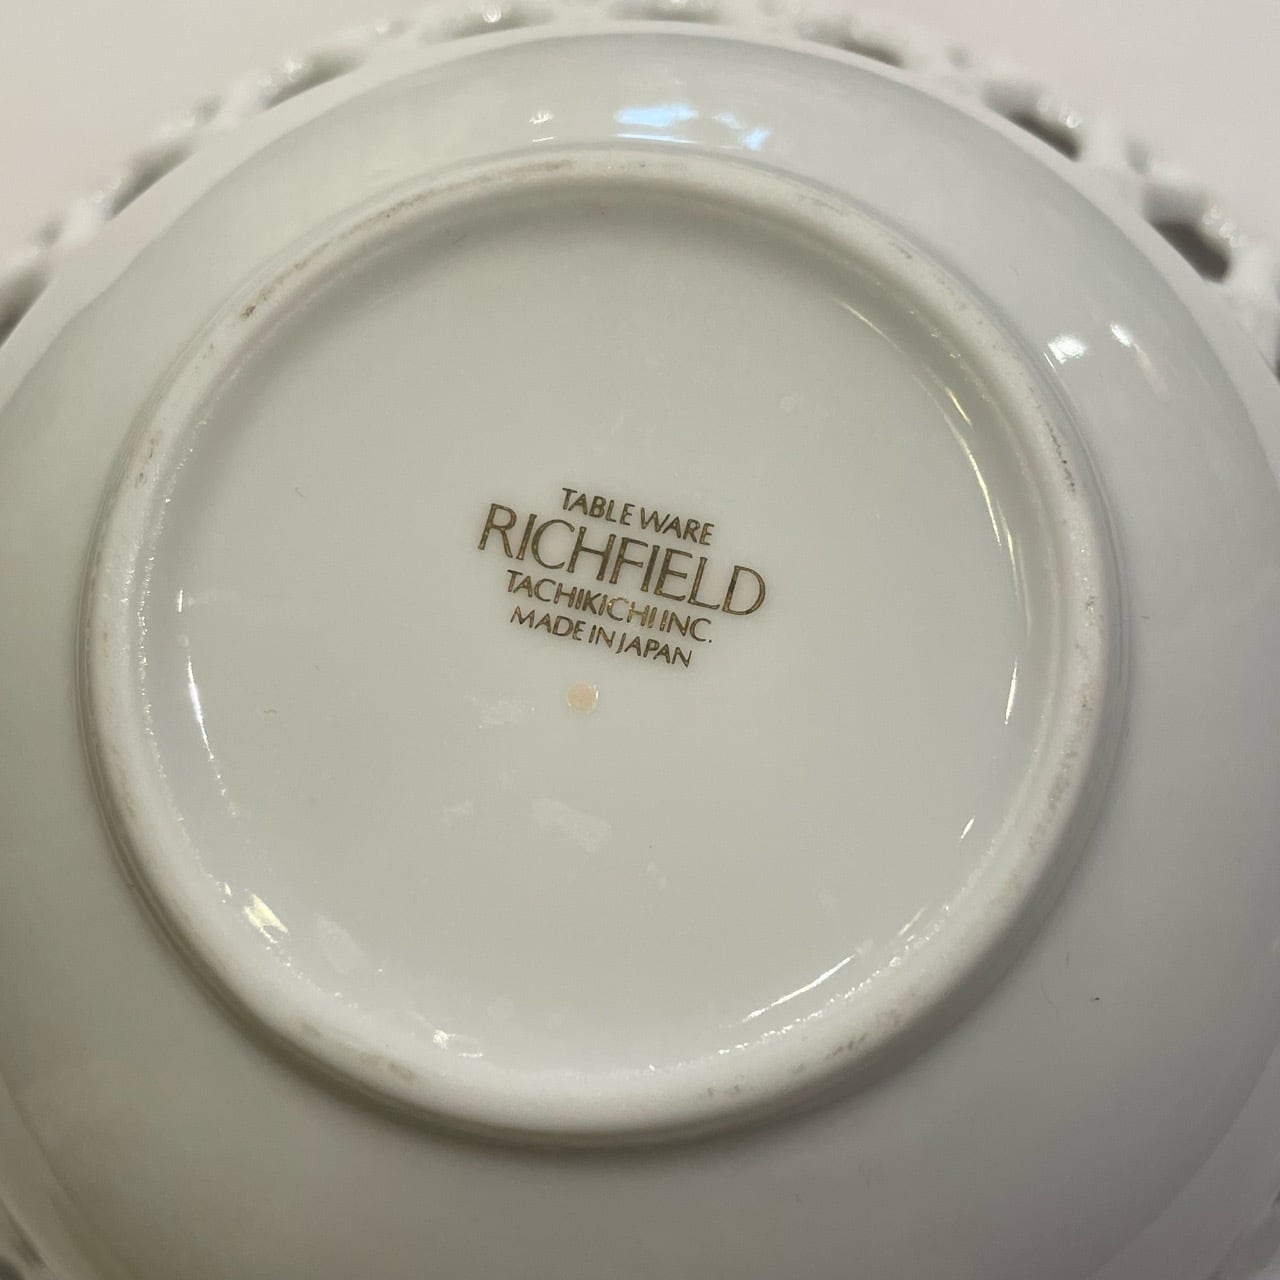 TABLE WARE
RICHFIELD
TACHIKICHI INC.
MADE IN JAPAN